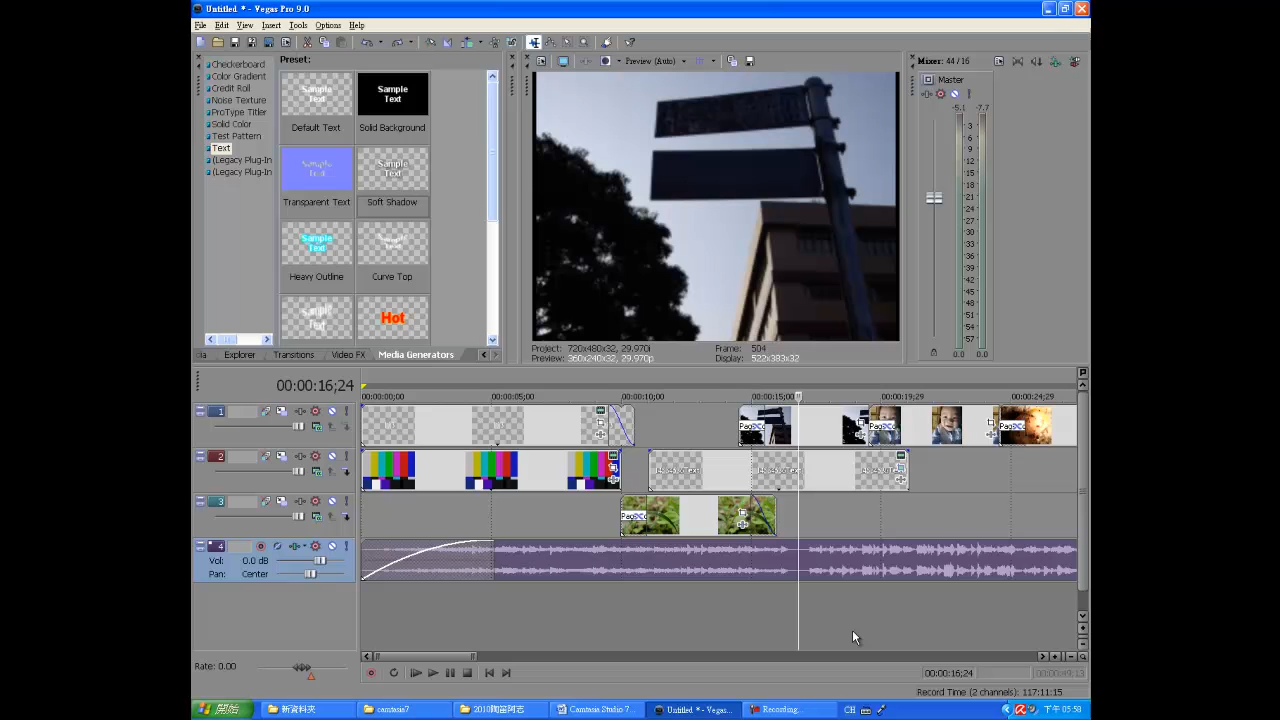 Untitled * - Vegas Pro 9.0
File Edit View Insert Tools Options Help
Checkerboard
Color Gradient
Credit Roll
Noise Texture
ProType Titler
Solid Color
Test Pattern
Text
(Legacy Plug-In
(Legacy Plug-In
Preset:
Sample Text
Sample Text
Default Text
Solid Background
Sample Text
Transparent Text
Soft Shadow
Sample Text
Heavy Outline
Curve Top
Hot
Explorer Transitions Video FX Media Generators
Preview (Auto)
Project: 720x480x32, 29.970i
Preview: 360x240x32, 29.970p
Frame: 504
Display: 522x383x32
Mixer: 44/16
Master
-5.1 -7.7
3
6
9
12
15
18
21
24
27
30
33
36
39
42
45
48
51
54
57
0.0 0.0
00:00:16;24
00:00:00;00 00:00:05;00 00:00:10;00 00:00:15;00 00:00:19;29 00:00:24;29
1
2
3
4
Vol: 0.0 dB
Pan: Center
Rate: 0.00
00:00:16;24
Record Time (2 channels): 117:11:15
開始 新資料夾 camtasia7 2010陶笛阿志 Camtasia Studio 7... Untitled * - Vegas... Recording... CH 下午 05:58